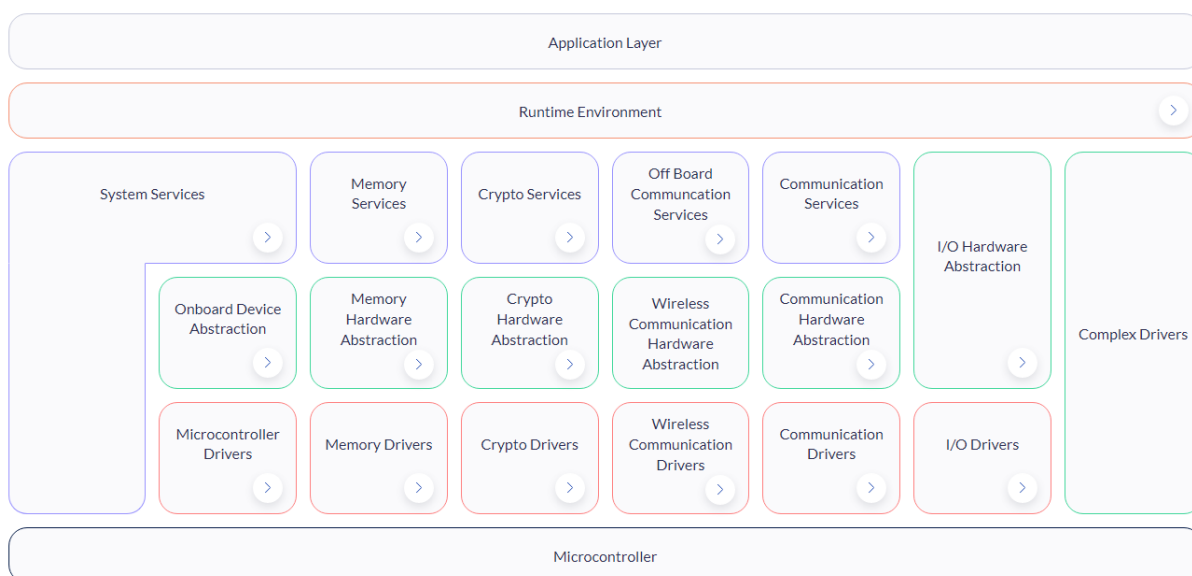 Application Layer
Runtime Environment
System Services
Memory
Services
Crypto Services
Off Board
Communcation
Services
Communication
Services
I/O Hardware
Abstraction
Complex Drivers
Onboard Device
Abstraction
Memory
Hardware
Abstraction
Crypto
Hardware
Abstraction
Wireless
Communication
Hardware
Abstraction
Communication
Hardware
Abstraction
Microcontroller
Drivers
Memory Drivers
Crypto Drivers
Wireless
Communication
Drivers
Communication
Drivers
I/O Drivers
Microcontroller